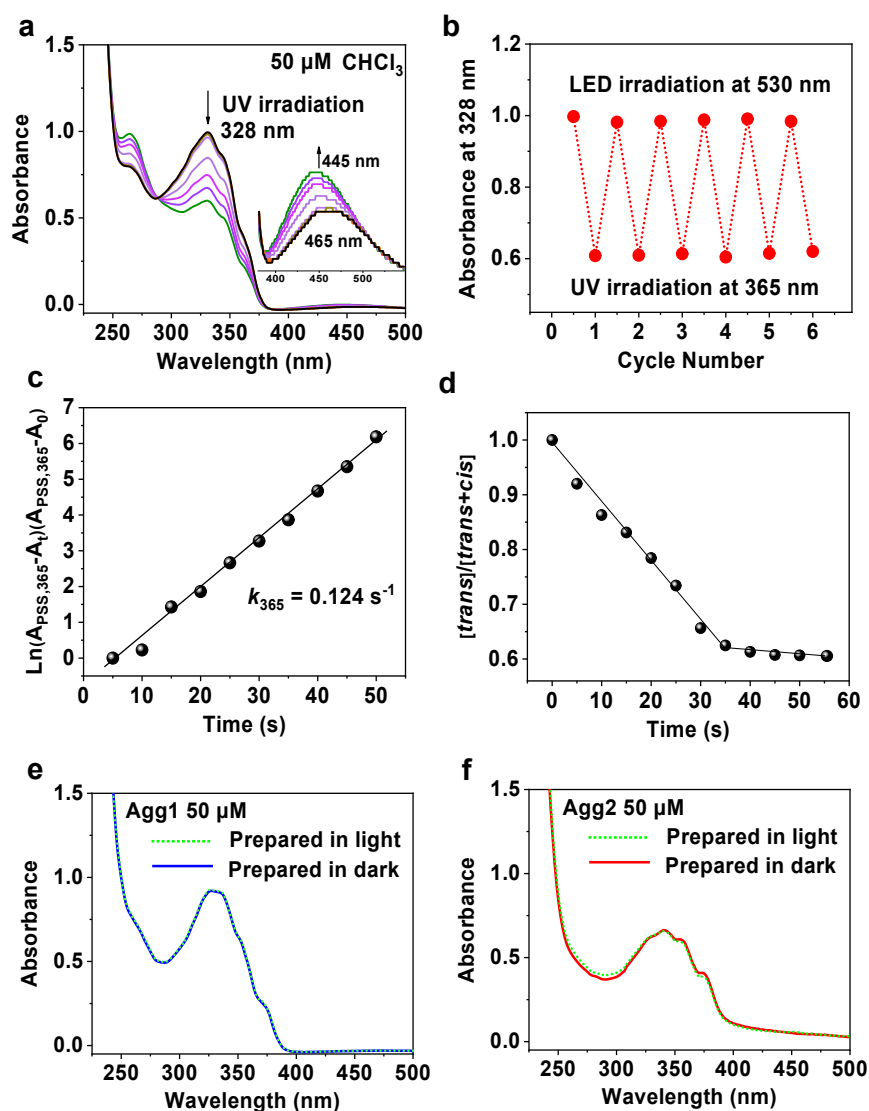 a
50 µM CHCl3
UV irradiation
328 nm
445 nm
465 nm
400 450 500
1.5
1.0
0.5
0.0
250 300 350 400 450 500
Absorbance
Wavelength (nm)
b
LED irradiation at 530 nm
UV irradiation at 365 nm
1.2
1.0
0.8
0.6
0 1 2 3 4 5 6
Absorbance at 328 nm
Cycle Number
c
Ln(APSS,365-At)(APSS,365-A0)
7
6
5
4
3
2
1
0
k365 = 0.124 s-1
0 10 20 30 40 50
Time (s)
d
[trans]/[trans+cis]
1.0
0.9
0.8
0.7
0.6
0 10 20 30 40 50 60
Time (s)
e
Agg1 50 µM
Prepared in light
Prepared in dark
1.5
1.0
0.5
0.0
Absorbance
250 300 350 400 450 500
Wavelength (nm)
f
Agg2 50 µM
Prepared in light
Prepared in dark
1.5
1.0
0.5
0.0
Absorbance
250 300 350 400 450 500
Wavelength (nm)